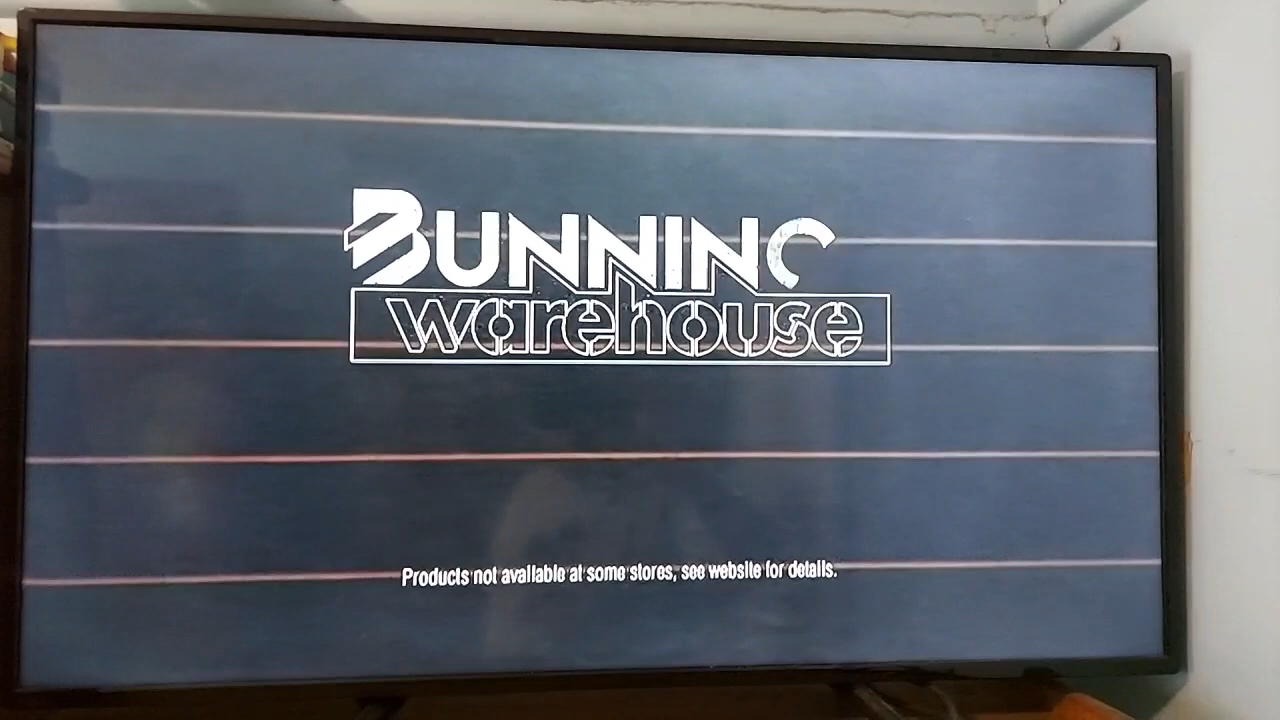 BUNNING
warehouse
Products not available at some stores, see website for details.